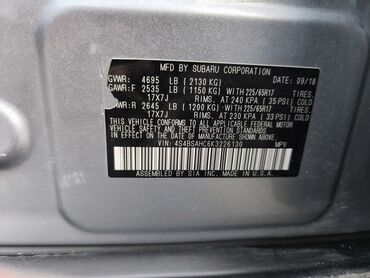 MFD. BY SUBARU CORPORATION DATE: 09/18
GVWR: 4695 LB (2130 KG)
GAWR:F 2535 LB (1150 KG) WITH 225/65R17 TIRES.
17X7J RIMS, AT 240 KPA (35 PSI) COLD
GAWR:R 2645 LB (1200 KG) WITH 225/65R17 TIRES.
17X7J RIMS, AT 230 KPA (33 PSI) COLD
THIS VEHICLE CONFORMS TO ALL APPLICABLE FEDERAL MOTOR
VEHICLE SAFETY, BUMPER, AND THEFT PREVENTION STANDARDS
IN EFFECT ON THE DATE OF MANUFACTURE SHOWN ABOVE.
VIN: 4S4BSAHC6K3226130 MPV
ASSEMBLED BY SIA INC. IN U.S.A.